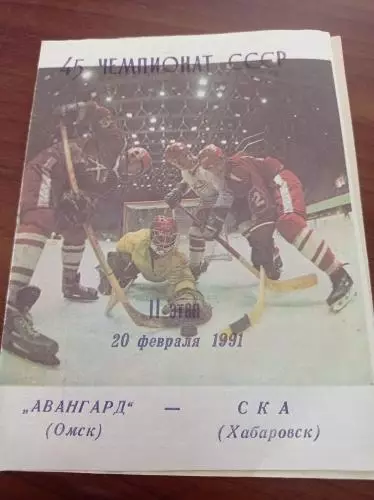 45 ЧЕМПИОНАТ СССР
II этап
20 февраля 1991
„АВАНГАРД“ — СКА
(Омск) (Хабаровск)